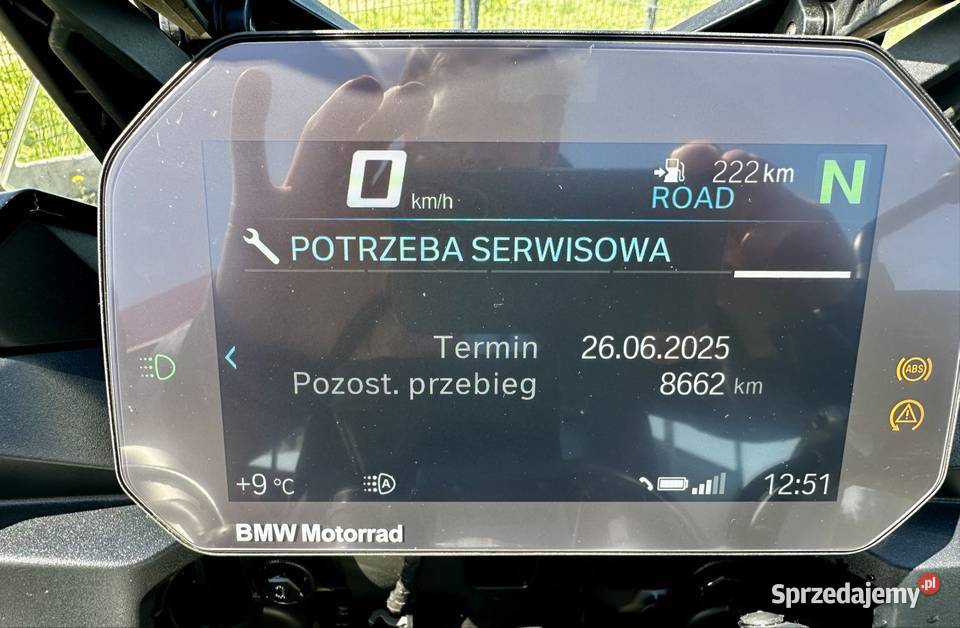 0 km/h
222 km
ROAD
N
POTRZEBA SERWISOWA
Termin 26.06.2025
Pozost. przebieg 8662 km
ABS
+9 °C
A
12:51
BMW Motorrad
Sprzedajemy.pl